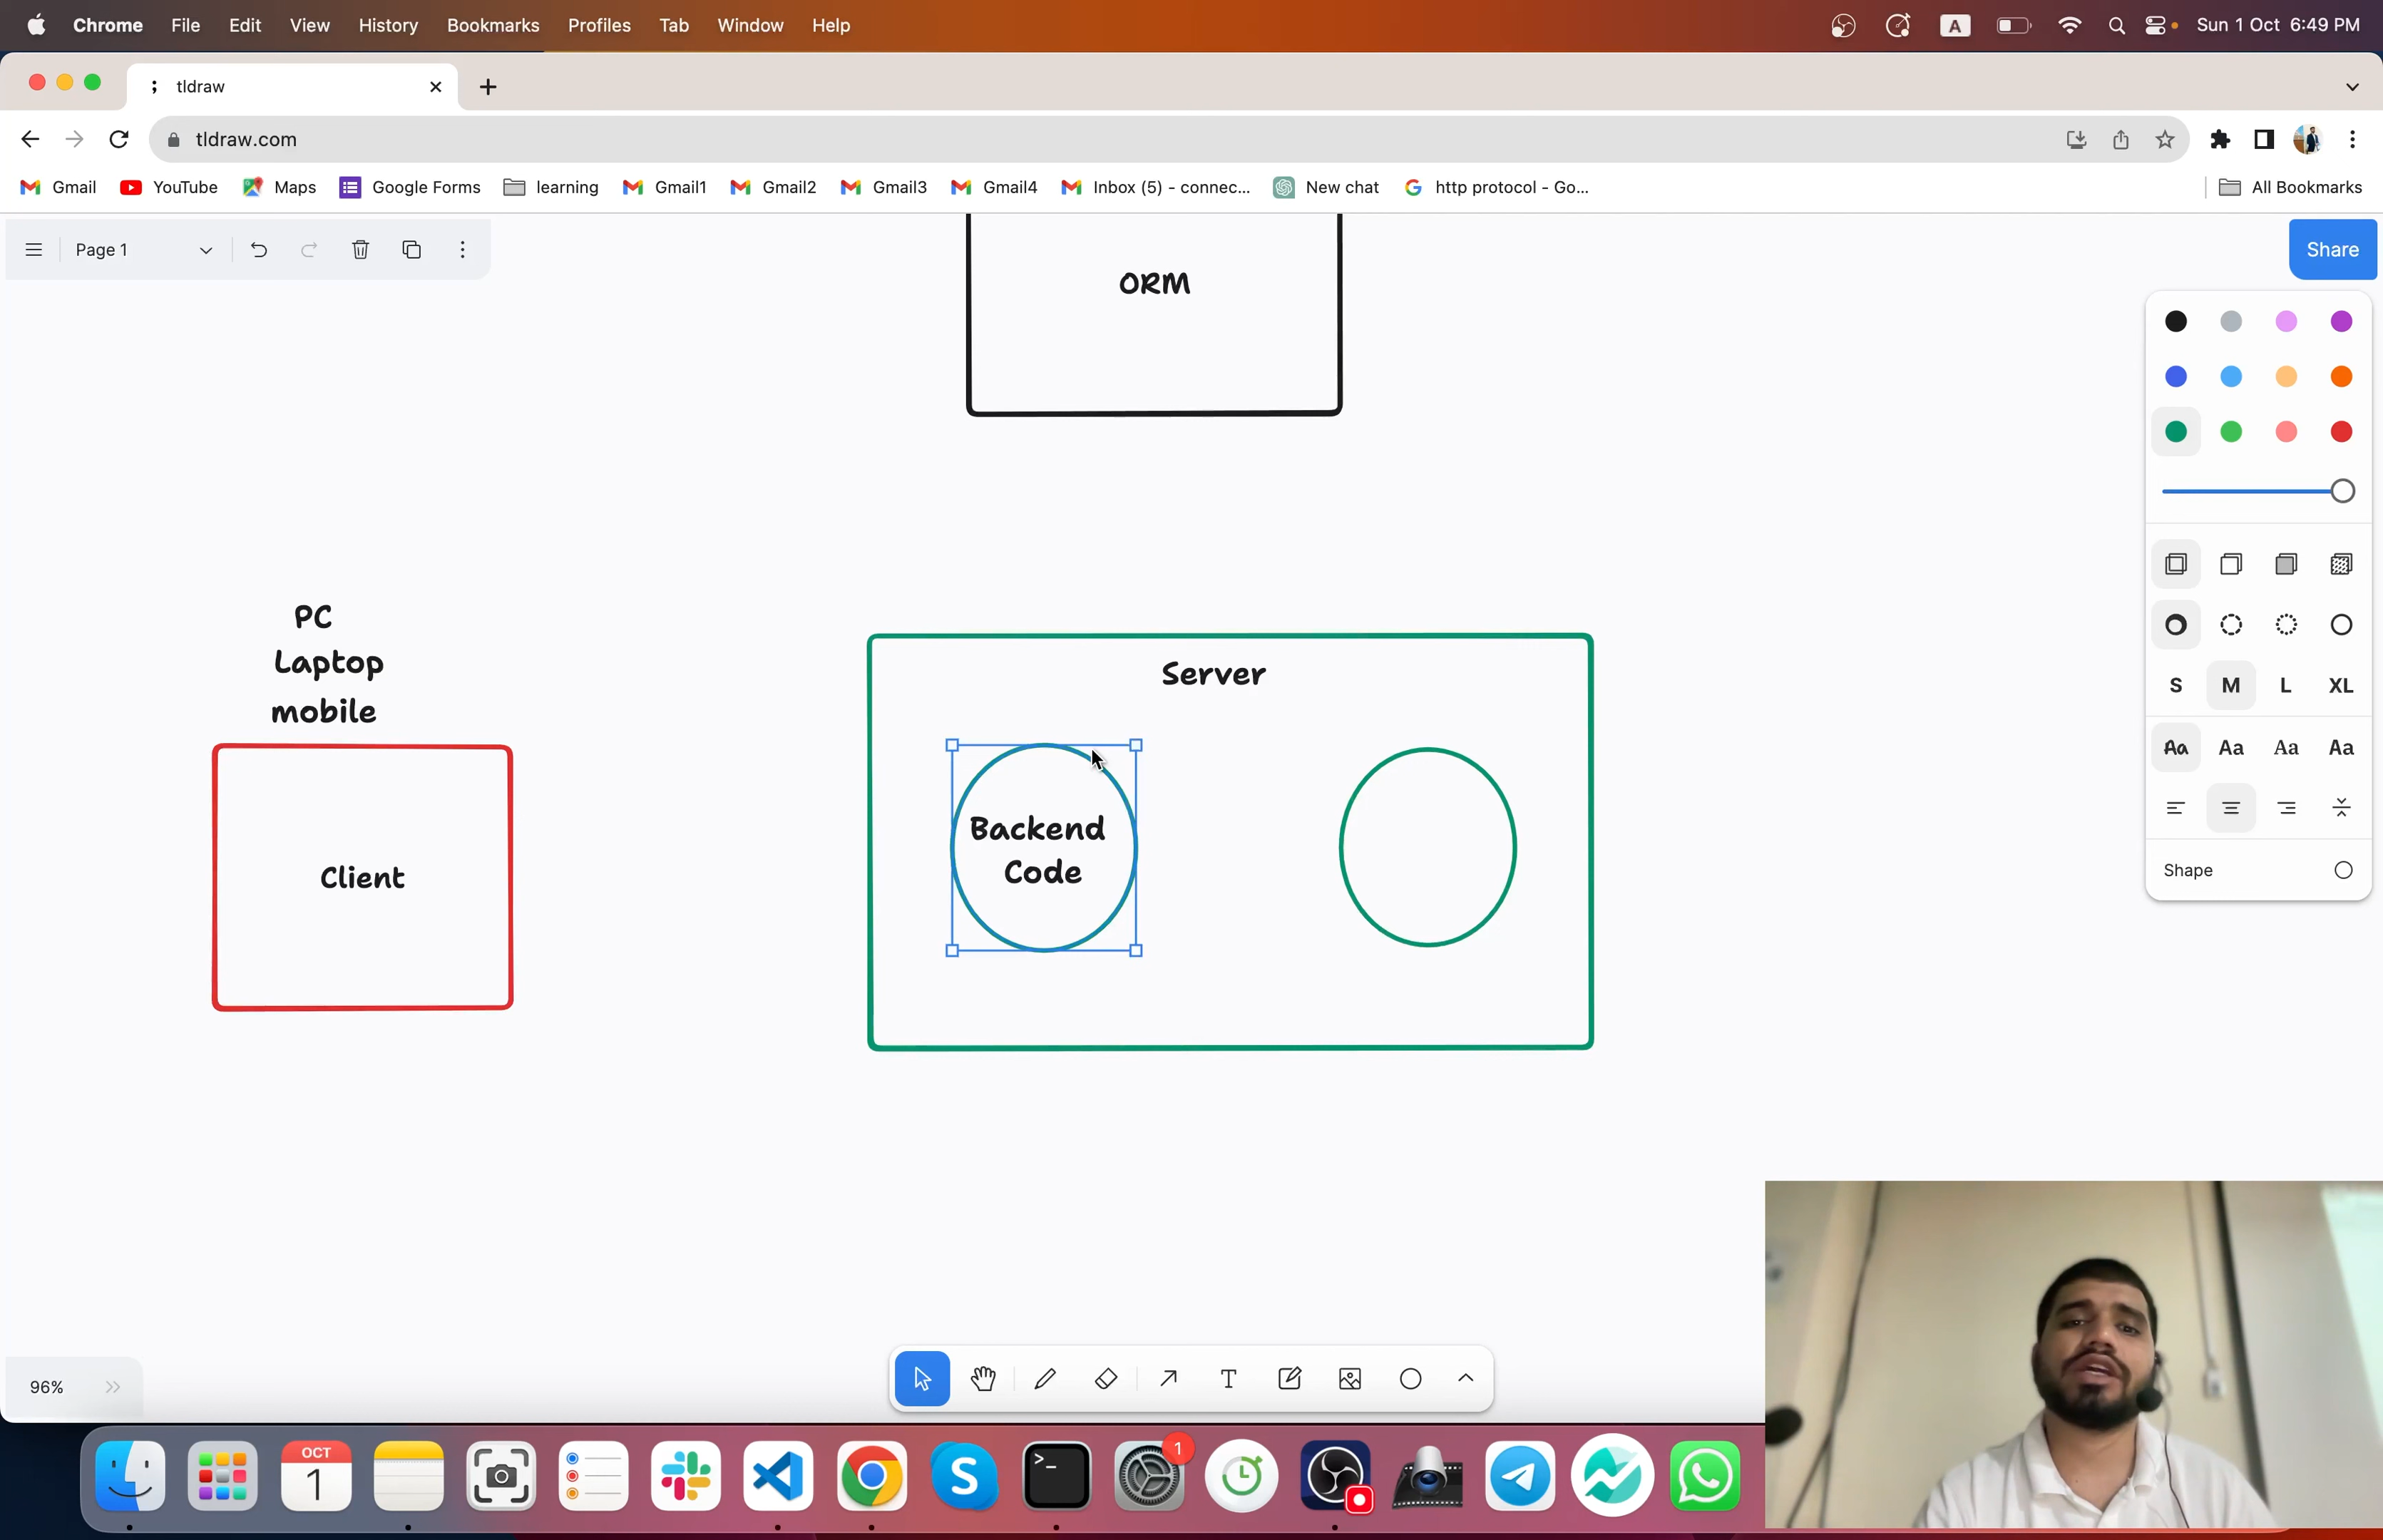 Chrome File Edit View History Bookmarks Profiles Tab Window Help
A
Sun 1 Oct 6:49 PM
tldraw
tldraw.com
Gmail YouTube Maps Google Forms learning Gmail1 Gmail2 Gmail3 Gmail4 Inbox (5) - connec... New chat http protocol - Go... All Bookmarks
Page 1
Share
ORM
PC
Laptop
mobile
Client
Server
Backend
Code
S M L XL
Aa Aa Aa Aa
Shape
96%
T
OCT
1
S
>_
1